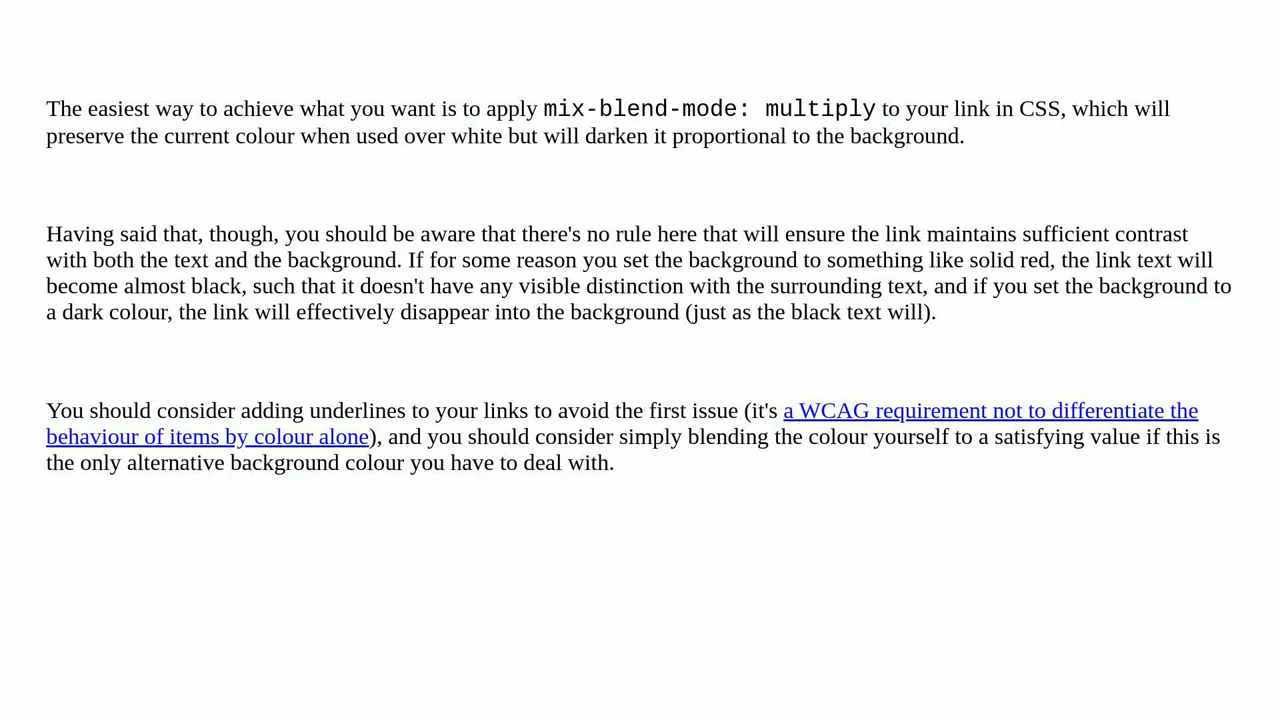 The easiest way to achieve what you want is to apply mix-blend-mode: multiply to your link in CSS, which will
preserve the current colour when used over white but will darken it proportional to the background.
Having said that, though, you should be aware that there's no rule here that will ensure the link maintains sufficient contrast
with both the text and the background. If for some reason you set the background to something like solid red, the link text will
become almost black, such that it doesn't have any visible distinction with the surrounding text, and if you set the background to
a dark colour, the link will effectively disappear into the background (just as the black text will).
You should consider adding underlines to your links to avoid the first issue (it's a WCAG requirement not to differentiate the
behaviour of items by colour alone), and you should consider simply blending the colour yourself to a satisfying value if this is
the only alternative background colour you have to deal with.